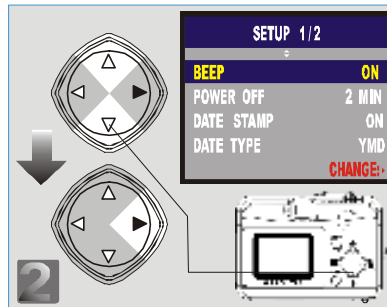 SETUP 1/2
BEEP ON
POWER OFF 2 MIN
DATE STAMP ON
DATE TYPE YMD
CHANGE:
2